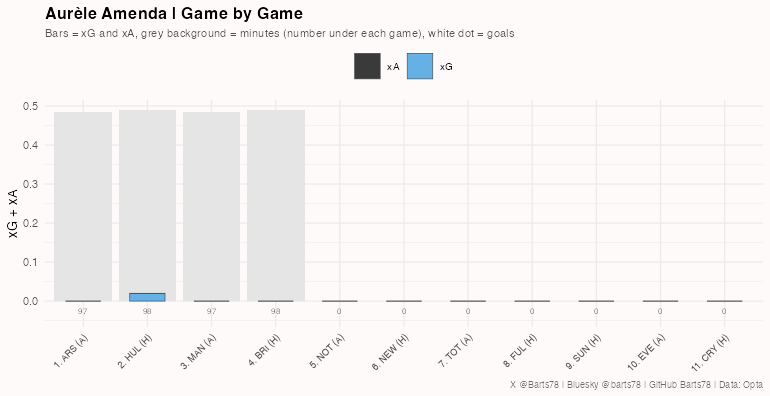 Aurèle Amenda | Game by Game
Bars = xG and xA, grey background = minutes (number under each game), white dot = goals
xA xG
xG + xA
0.5
0.4
0.3
0.2
0.1
0.0
97 98 97 98 0 0 0 0 0 0 0
1. ARS (A) 2. HUL (H) 3. MAN (A) 4. BRI (H) 5. NOT (A) 6. NEW (H) 7. TOT (A) 8. FUL (H) 9. SUN (H) 10. EVE (A) 11. CRY (H)
X @Barts78 | Bluesky @barts78 | GitHub Barts78 | Data: Opta